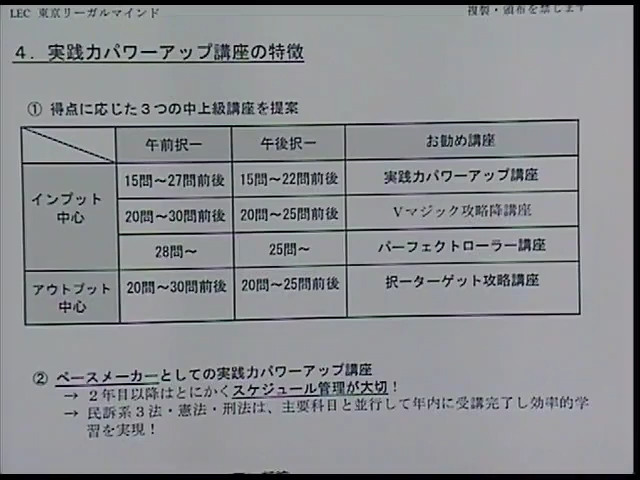 LEC 東京リーガルマインド
複製・頒布を禁じます
4．実践力パワーアップ講座の特徴
① 得点に応じた３つの中上級講座を提案
午前択一 午後択一 お勧め講座
インプット中心 15問～27問前後 15問～22問前後 実践力パワーアップ講座
20問～30問前後 20問～25問前後 Ｖマジック攻略降講座
28問～ 25問～ パーフェクトローラー講座
アウトプット中心 20問～30問前後 20問～25問前後 択一ターゲット攻略講座
② ペースメーカーとしての実践力パワーアップ講座
→ ２年目以降はとにかくスケジュール管理が大切！
→ 民訴系３法・憲法・刑法は、主要科目と並行して年内に受講完了し効率的学
習を実現！